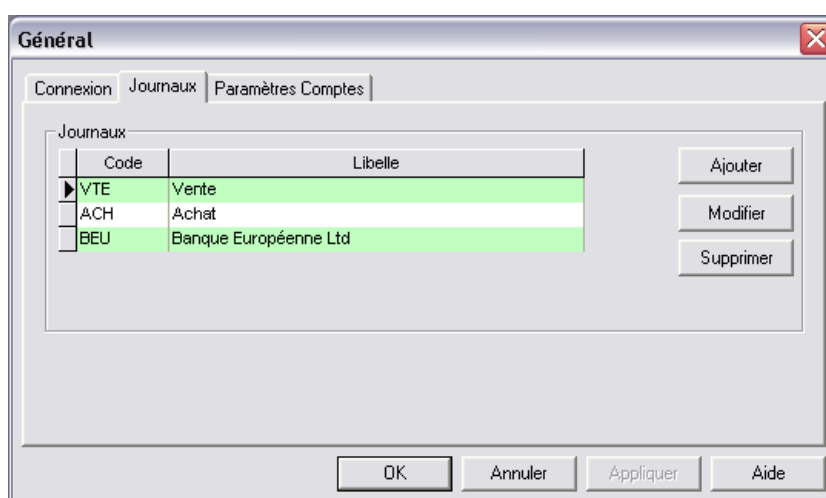 Général
Connexion Journaux Paramètres Comptes
Journaux
Code Libelle
VTE Vente
ACH Achat
BEU Banque Européenne Ltd
Ajouter
Modifier
Supprimer
OK Annuler Appliquer Aide